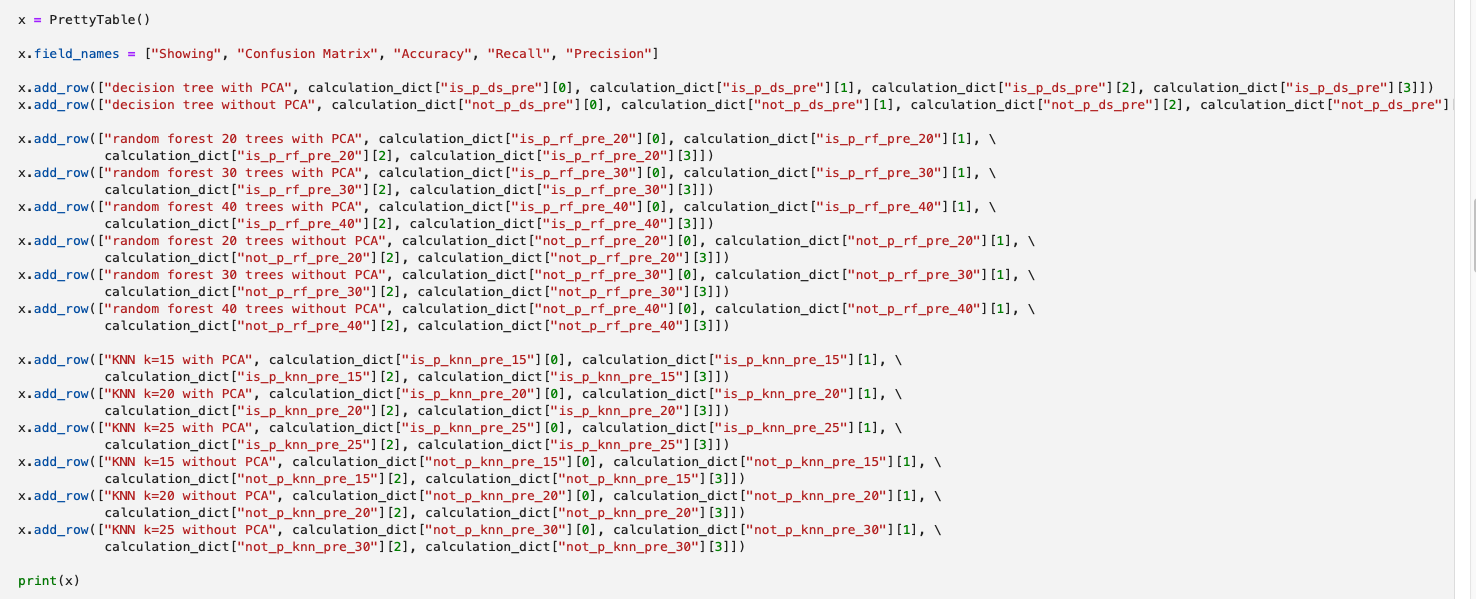 x = PrettyTable()
x.field_names = ["Showing", "Confusion Matrix", "Accuracy", "Recall", "Precision"]
x.add_row(["decision tree with PCA", calculation_dict["is_p_ds_pre"][0], calculation_dict["is_p_ds_pre"][1], calculation_dict["is_p_ds_pre"][2], calculation_dict["is_p_ds_pre"][3]])
x.add_row(["decision tree without PCA", calculation_dict["not_p_ds_pre"][0], calculation_dict["not_p_ds_pre"][1], calculation_dict["not_p_ds_pre"][2], calculation_dict["not_p_ds_pre"]
x.add_row(["random forest 20 trees with PCA", calculation_dict["is_p_rf_pre_20"][0], calculation_dict["is_p_rf_pre_20"][1], \
calculation_dict["is_p_rf_pre_20"][2], calculation_dict["is_p_rf_pre_20"][3]])
x.add_row(["random forest 30 trees with PCA", calculation_dict["is_p_rf_pre_30"][0], calculation_dict["is_p_rf_pre_30"][1], \
calculation_dict["is_p_rf_pre_30"][2], calculation_dict["is_p_rf_pre_30"][3]])
x.add_row(["random forest 40 trees with PCA", calculation_dict["is_p_rf_pre_40"][0], calculation_dict["is_p_rf_pre_40"][1], \
calculation_dict["is_p_rf_pre_40"][2], calculation_dict["is_p_rf_pre_40"][3]])
x.add_row(["random forest 20 trees without PCA", calculation_dict["not_p_rf_pre_20"][0], calculation_dict["not_p_rf_pre_20"][1], \
calculation_dict["not_p_rf_pre_20"][2], calculation_dict["not_p_rf_pre_20"][3]])
x.add_row(["random forest 30 trees without PCA", calculation_dict["not_p_rf_pre_30"][0], calculation_dict["not_p_rf_pre_30"][1], \
calculation_dict["not_p_rf_pre_30"][2], calculation_dict["not_p_rf_pre_30"][3]])
x.add_row(["random forest 40 trees without PCA", calculation_dict["not_p_rf_pre_40"][0], calculation_dict["not_p_rf_pre_40"][1], \
calculation_dict["not_p_rf_pre_40"][2], calculation_dict["not_p_rf_pre_40"][3]])
x.add_row(["KNN k=15 with PCA", calculation_dict["is_p_knn_pre_15"][0], calculation_dict["is_p_knn_pre_15"][1], \
calculation_dict["is_p_knn_pre_15"][2], calculation_dict["is_p_knn_pre_15"][3]])
x.add_row(["KNN k=20 with PCA", calculation_dict["is_p_knn_pre_20"][0], calculation_dict["is_p_knn_pre_20"][1], \
calculation_dict["is_p_knn_pre_20"][2], calculation_dict["is_p_knn_pre_20"][3]])
x.add_row(["KNN k=25 with PCA", calculation_dict["is_p_knn_pre_25"][0], calculation_dict["is_p_knn_pre_25"][1], \
calculation_dict["is_p_knn_pre_25"][2], calculation_dict["is_p_knn_pre_25"][3]])
x.add_row(["KNN k=15 without PCA", calculation_dict["not_p_knn_pre_15"][0], calculation_dict["not_p_knn_pre_15"][1], \
calculation_dict["not_p_knn_pre_15"][2], calculation_dict["not_p_knn_pre_15"][3]])
x.add_row(["KNN k=20 without PCA", calculation_dict["not_p_knn_pre_20"][0], calculation_dict["not_p_knn_pre_20"][1], \
calculation_dict["not_p_knn_pre_20"][2], calculation_dict["not_p_knn_pre_20"][3]])
x.add_row(["KNN k=25 without PCA", calculation_dict["not_p_knn_pre_30"][0], calculation_dict["not_p_knn_pre_30"][1], \
calculation_dict["not_p_knn_pre_30"][2], calculation_dict["not_p_knn_pre_30"][3]])
print(x)